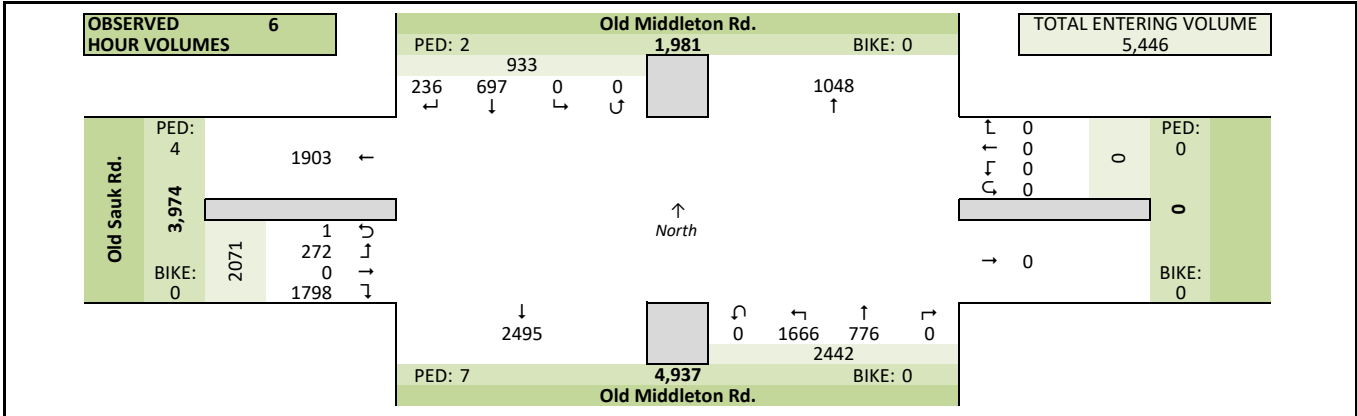 OBSERVED 6
HOUR VOLUMES
Old Middleton Rd.
TOTAL ENTERING VOLUME
5,446
PED: 2 1,981 BIKE: 0
933
236 697 0 0
↵ ↓ ↳ ↺
1048
↑
Old Sauk Rd.
PED:
4
3,974
BIKE:
0
1903 ←
2071
1 ⮌
272 ↰
0 →
1798 ↴
↑
North
↱ 0
← 0
↲ 0
⮎ 0
0
PED:
0
0
BIKE:
0
→ 0
↓
2495
↶ ↰ ↑ ↱
0 1666 776 0
2442
PED: 7 4,937 BIKE: 0
Old Middleton Rd.